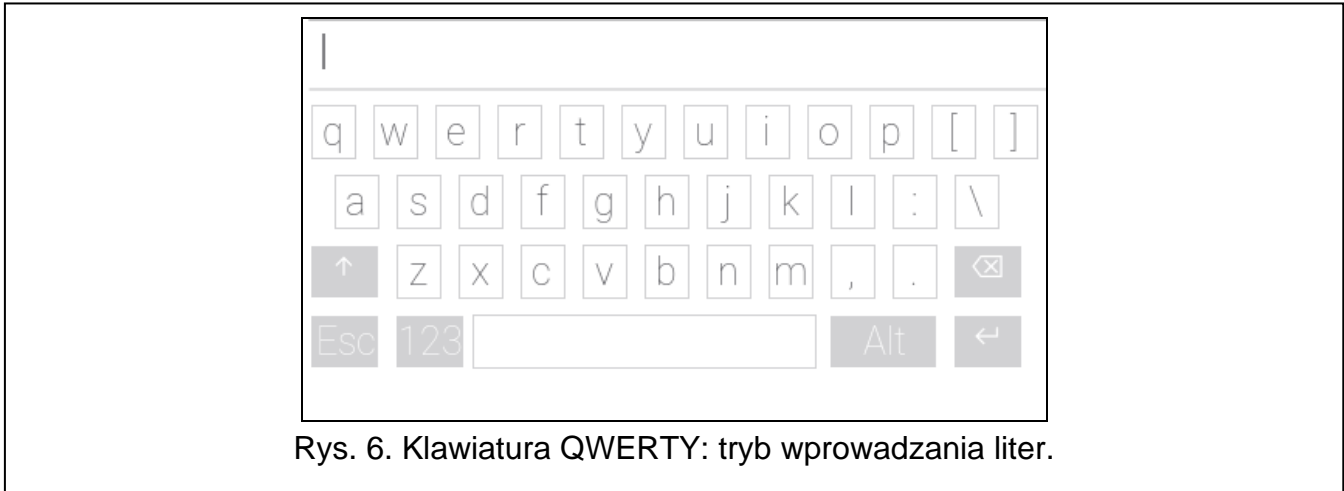 q w e r t y u i o p [ ]
a s d f g h j k l : \
↑ z x c v b n m , . ⌫
Esc 123 Alt ↵
Rys. 6. Klawiatura QWERTY: tryb wprowadzania liter.